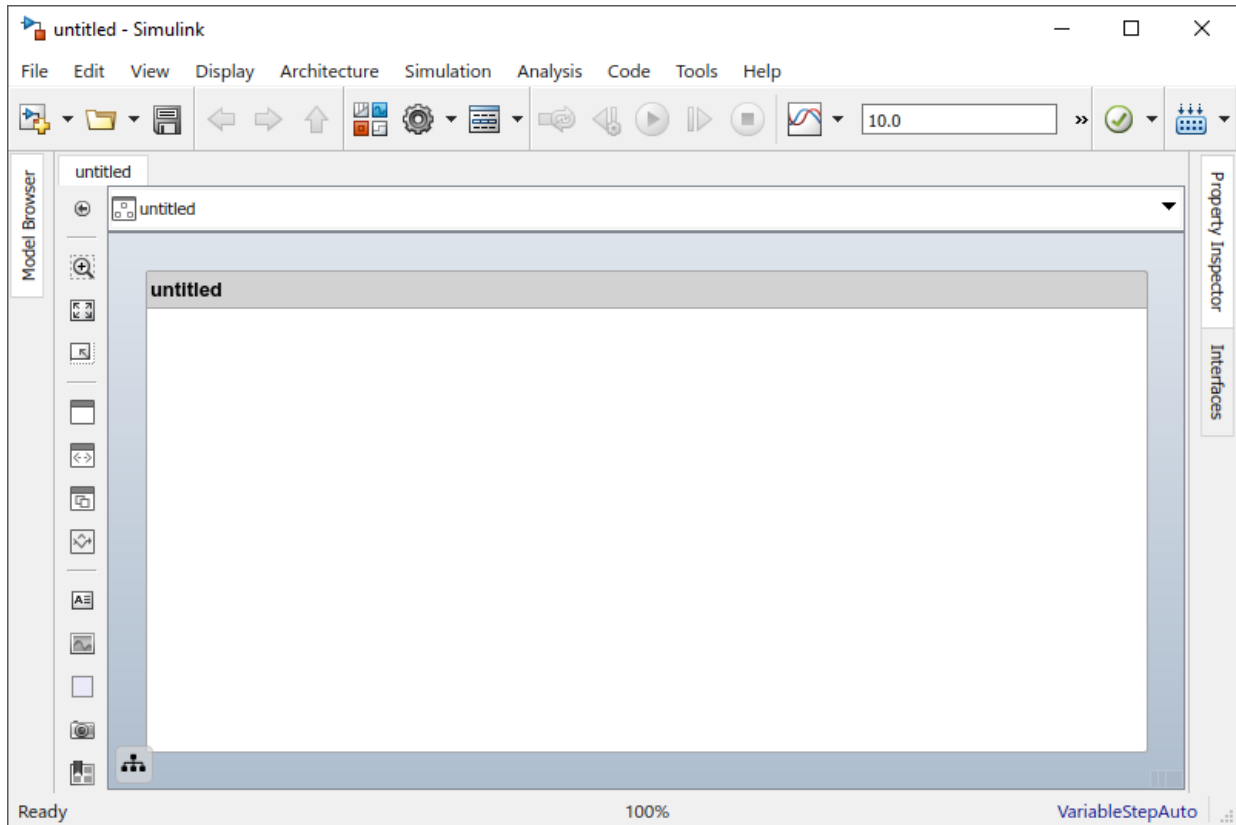 untitled - Simulink
File Edit View Display Architecture Simulation Analysis Code Tools Help
10.0
»
Model Browser
untitled
untitled
untitled
Property Inspector
Interfaces
Ready 100% VariableStepAuto